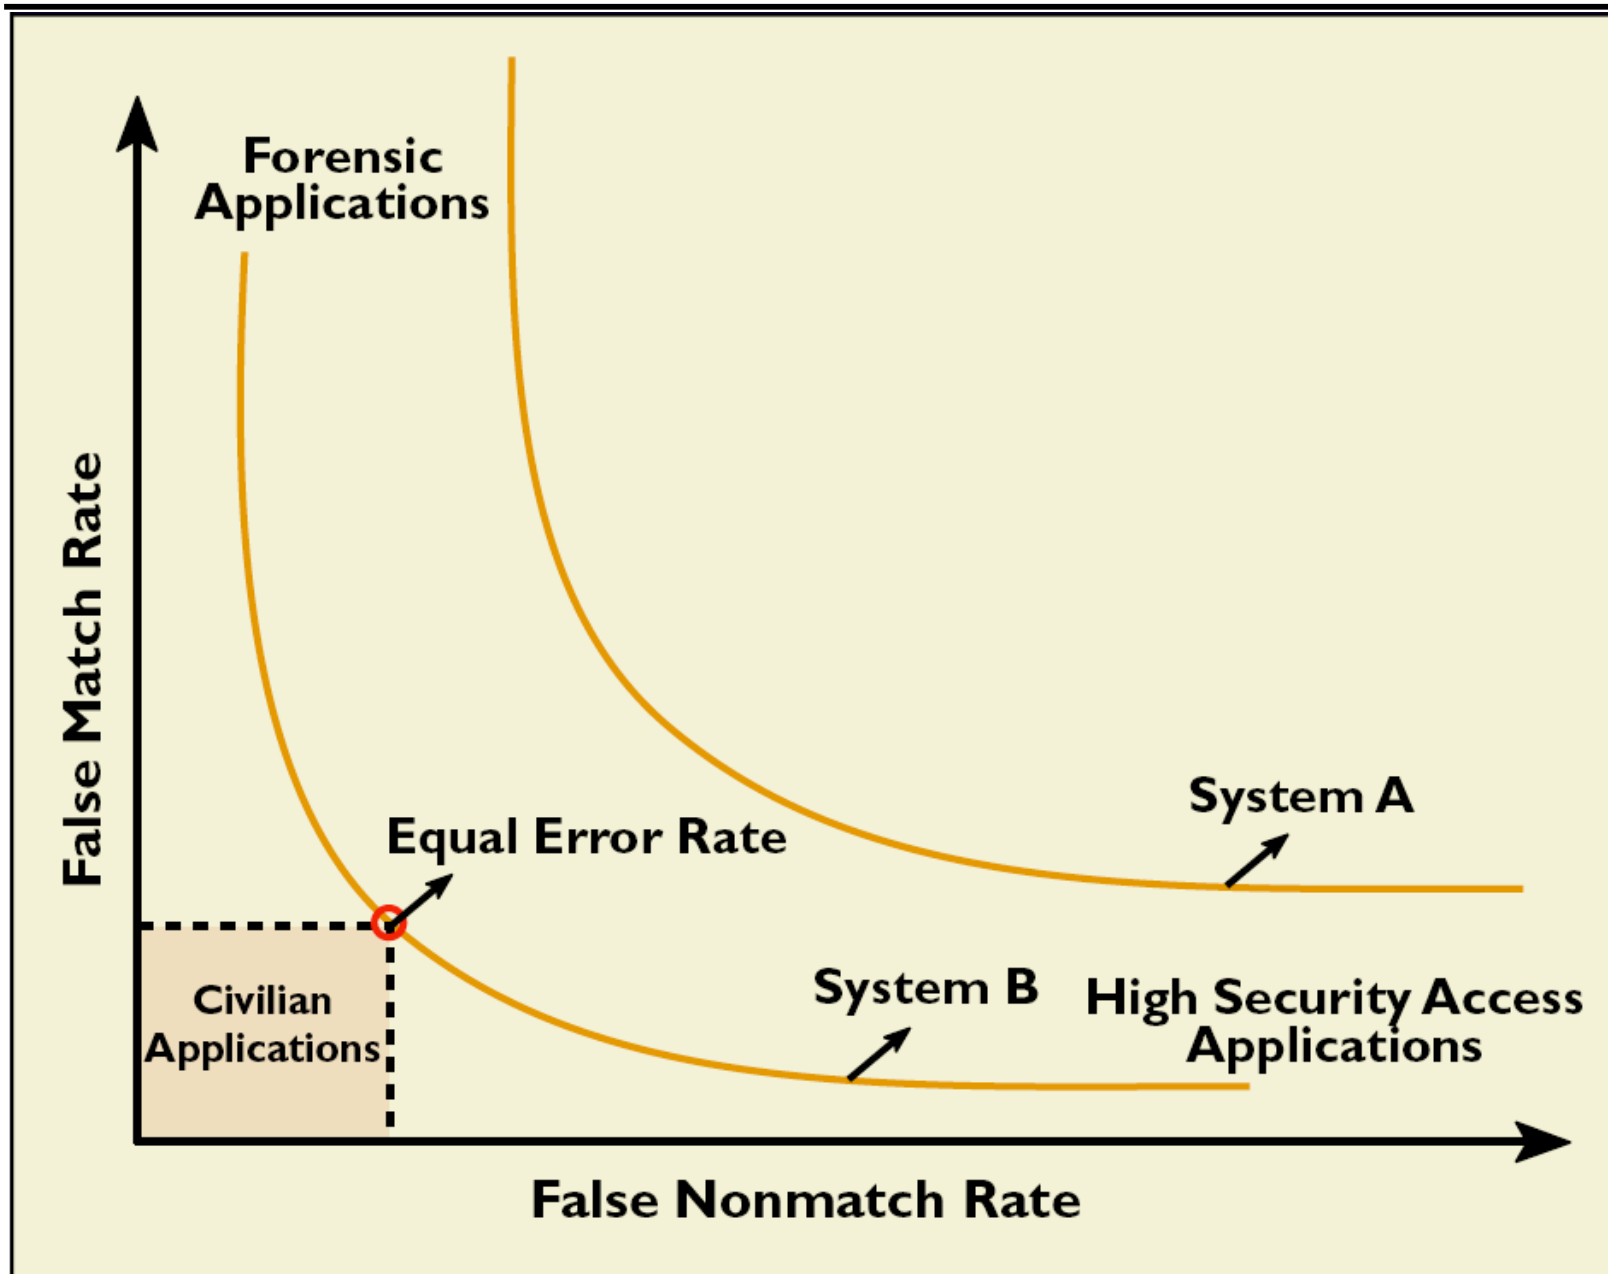 Forensic
Applications
False Match Rate
Equal Error Rate
System A
Civilian
Applications
System B
High Security Access
Applications
False Nonmatch Rate